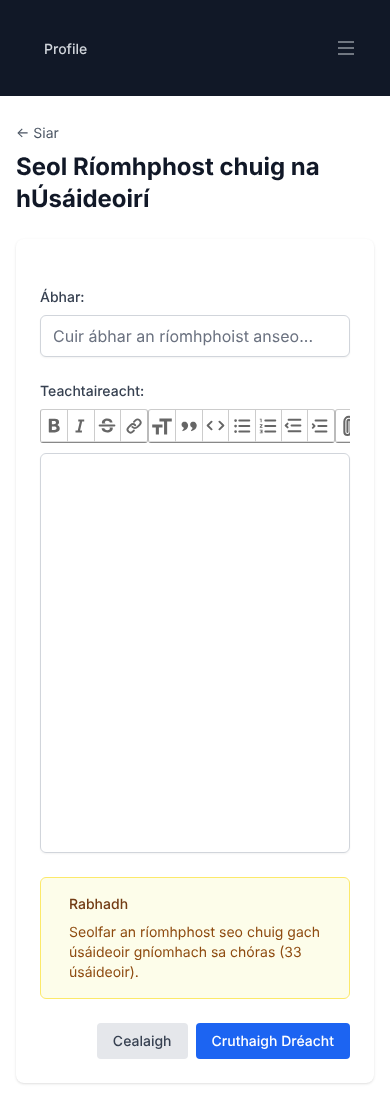 Profile
← Siar
Seol Ríomhphost chuig na
hÚsáideoirí
Ábhar:
Cuir ábhar an ríomhphoist anseo...
Teachtaireacht:
Rabhadh
Seolfar an ríomhphost seo chuig gach
úsáideoir gníomhach sa chóras (33
úsáideoir).
Cealaigh
Cruthaigh Dréacht